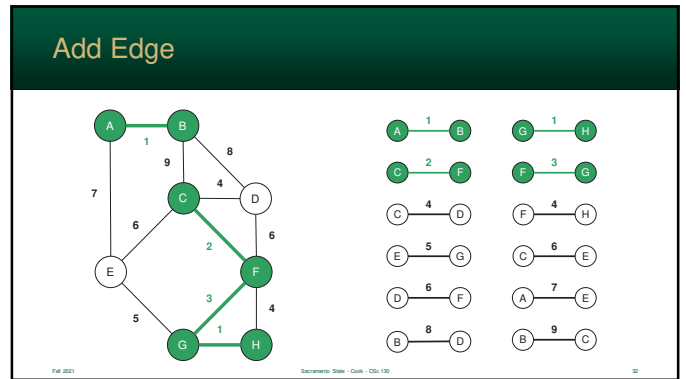 Add Edge
A
B
1
8
9
4
7
C
D
6
2
6
E
F
3
4
5
1
G
H
A 1 B
G 1 H
C 2 F
F 3 G
C 4 D
F 4 H
E 5 G
C 6 E
D 6 F
A 7 E
B 8 D
B 9 C
Fall 2021
Sacramento State - Cook - CSc 130
32